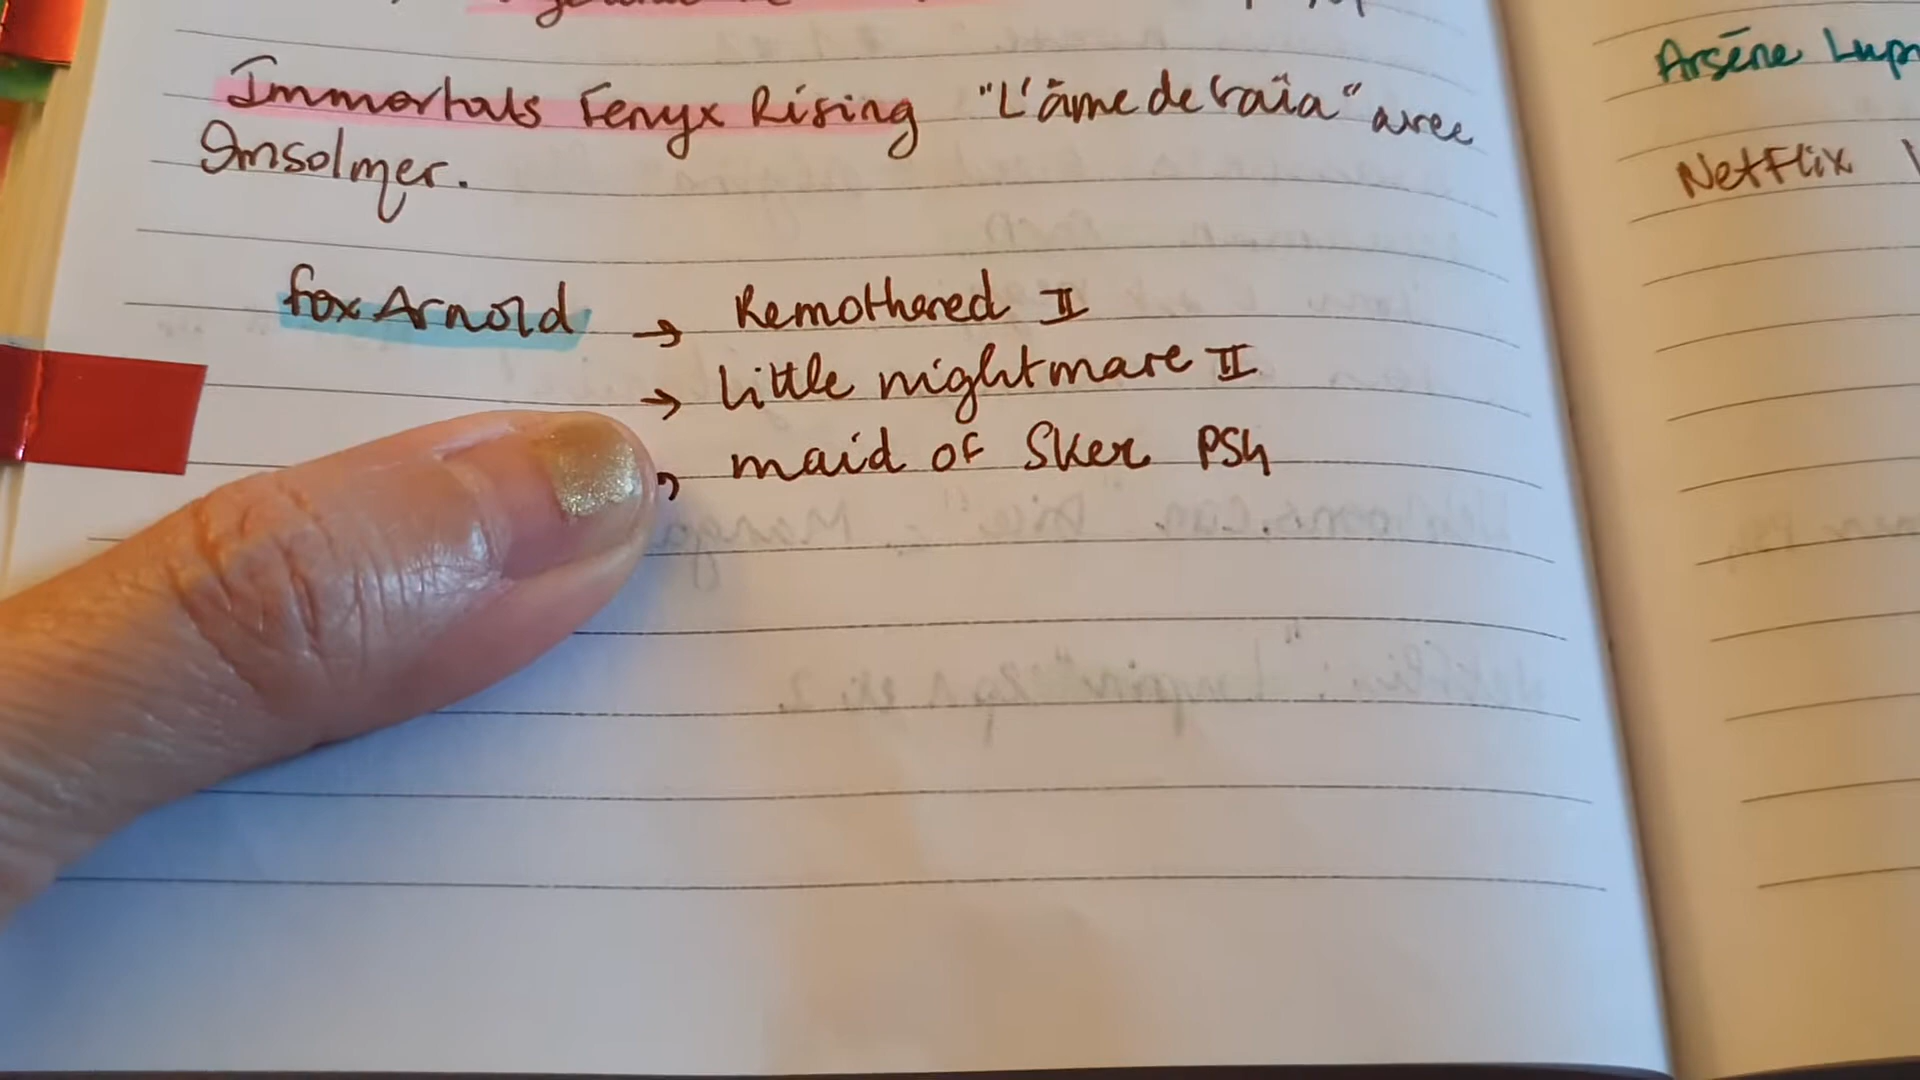 Immortals Fenyx Rising "L'âme de Gaïa" avec
Insolmer.
fox Arnold → Remothered II
→ Little nightmare II
maid of Sker PS4
Arsène Lup
NetFlix